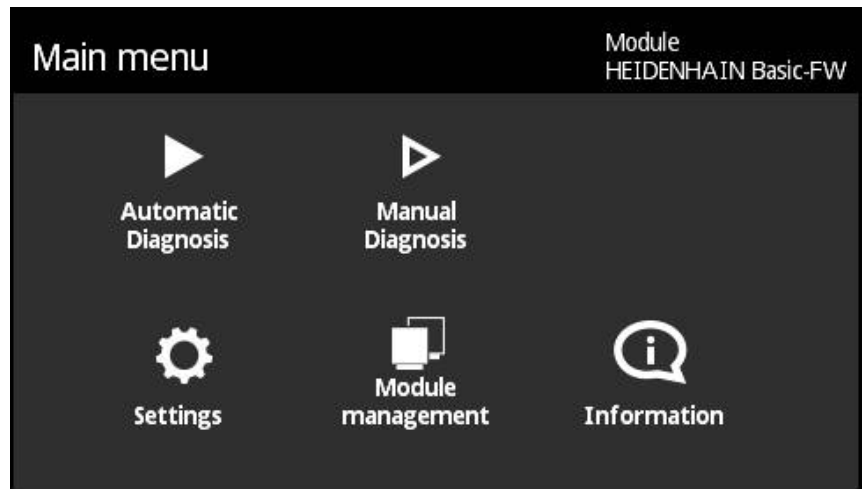 Main menu
Module
HEIDENHAIN Basic-FW
Automatic
Diagnosis
Manual
Diagnosis
Settings
Module
management
Information